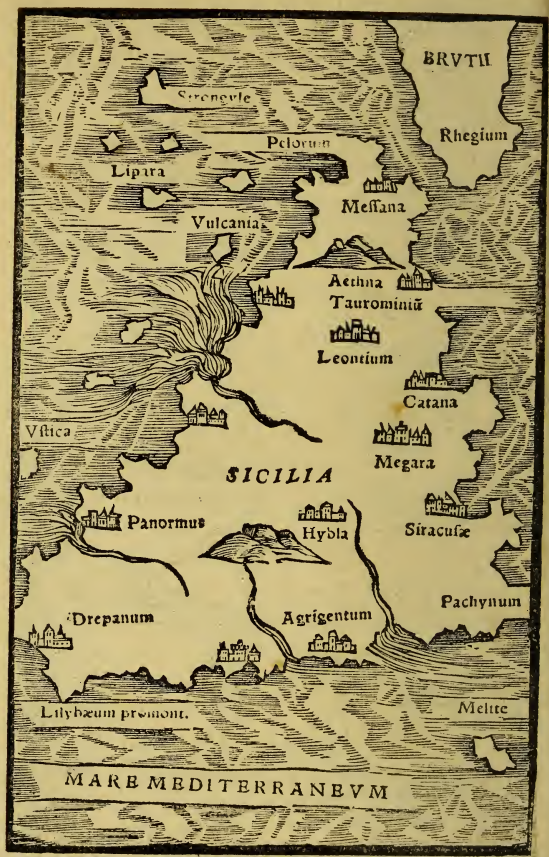 BRVTII
Strongyle
Rhegium
Pelorum
Lipara
Meſſana
Vulcania
Aethna
Taurominiũ
Leontium
Catana
Vſtica
Megara
SICILIA
Panormus
Hybla
Siracuſæ
Pachynum
Drepanum
Agrigentum
Lilybæum promont.
Melite
MARE MEDITERRANEVM